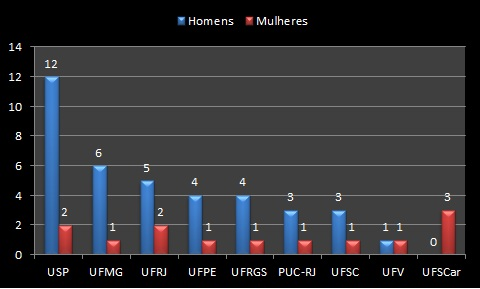 Homens Mulheres
14
12
10
8
6
4
2
0
12 2 6 1 5 2 4 1 4 1 3 1 3 1 1 1 0 3
USP UFMG UFRJ UFPE UFRGS PUC-RJ UFSC UFV UFSCar